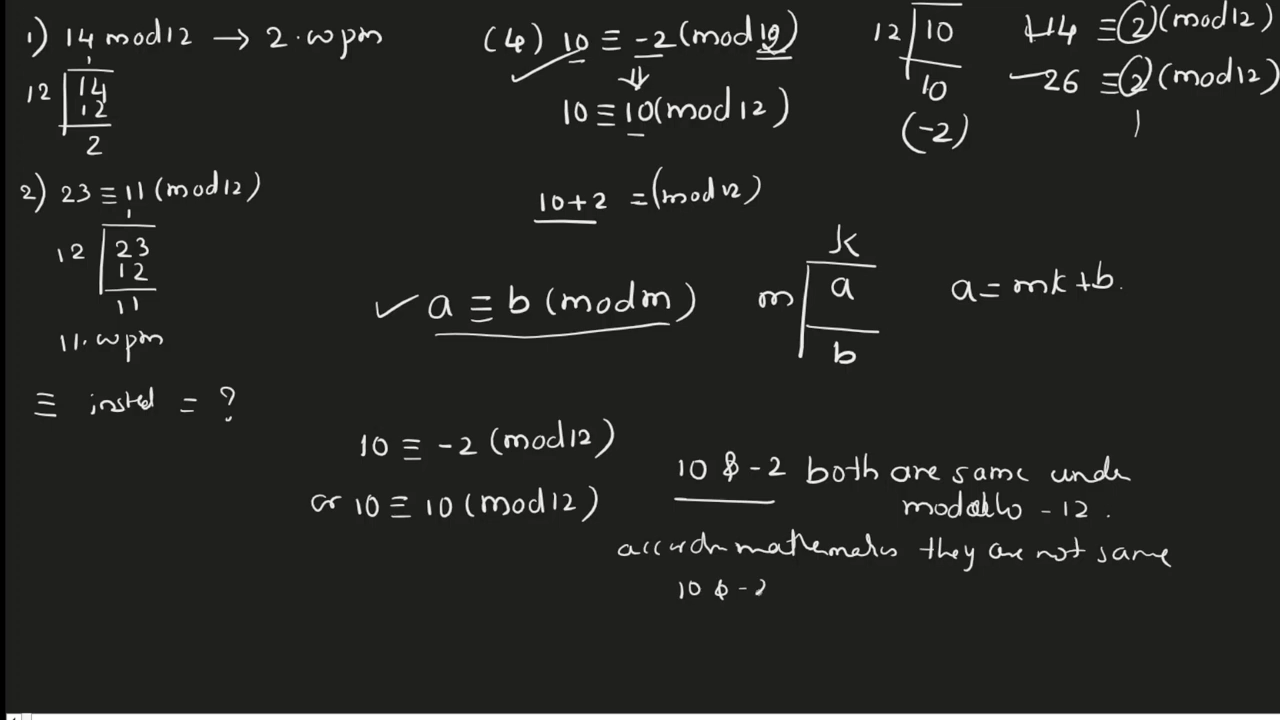 1) 14 mod 12 → 2. wpm
1
12 14
12
2
2) 23 ≡ 11 (mod 12)
1
12 23
12
11
11. wpm
≡ insted = ?
(4) 10 ≡ -2 (mod 12)
⇓
10 ≡ 10 (mod 12)
10+2 = (mod 12)
12 10
10
(-2)
14 ≡ 2 (mod 12)
26 ≡ 2 (mod 12)
✓ a ≡ b (mod m)
k
m a
b
a = mk + b.
10 ≡ -2 (mod 12)
or 10 ≡ 10 (mod 12)
10 & -2 both are same under
modulo - 12.
mathematics they are not same
10 & -2